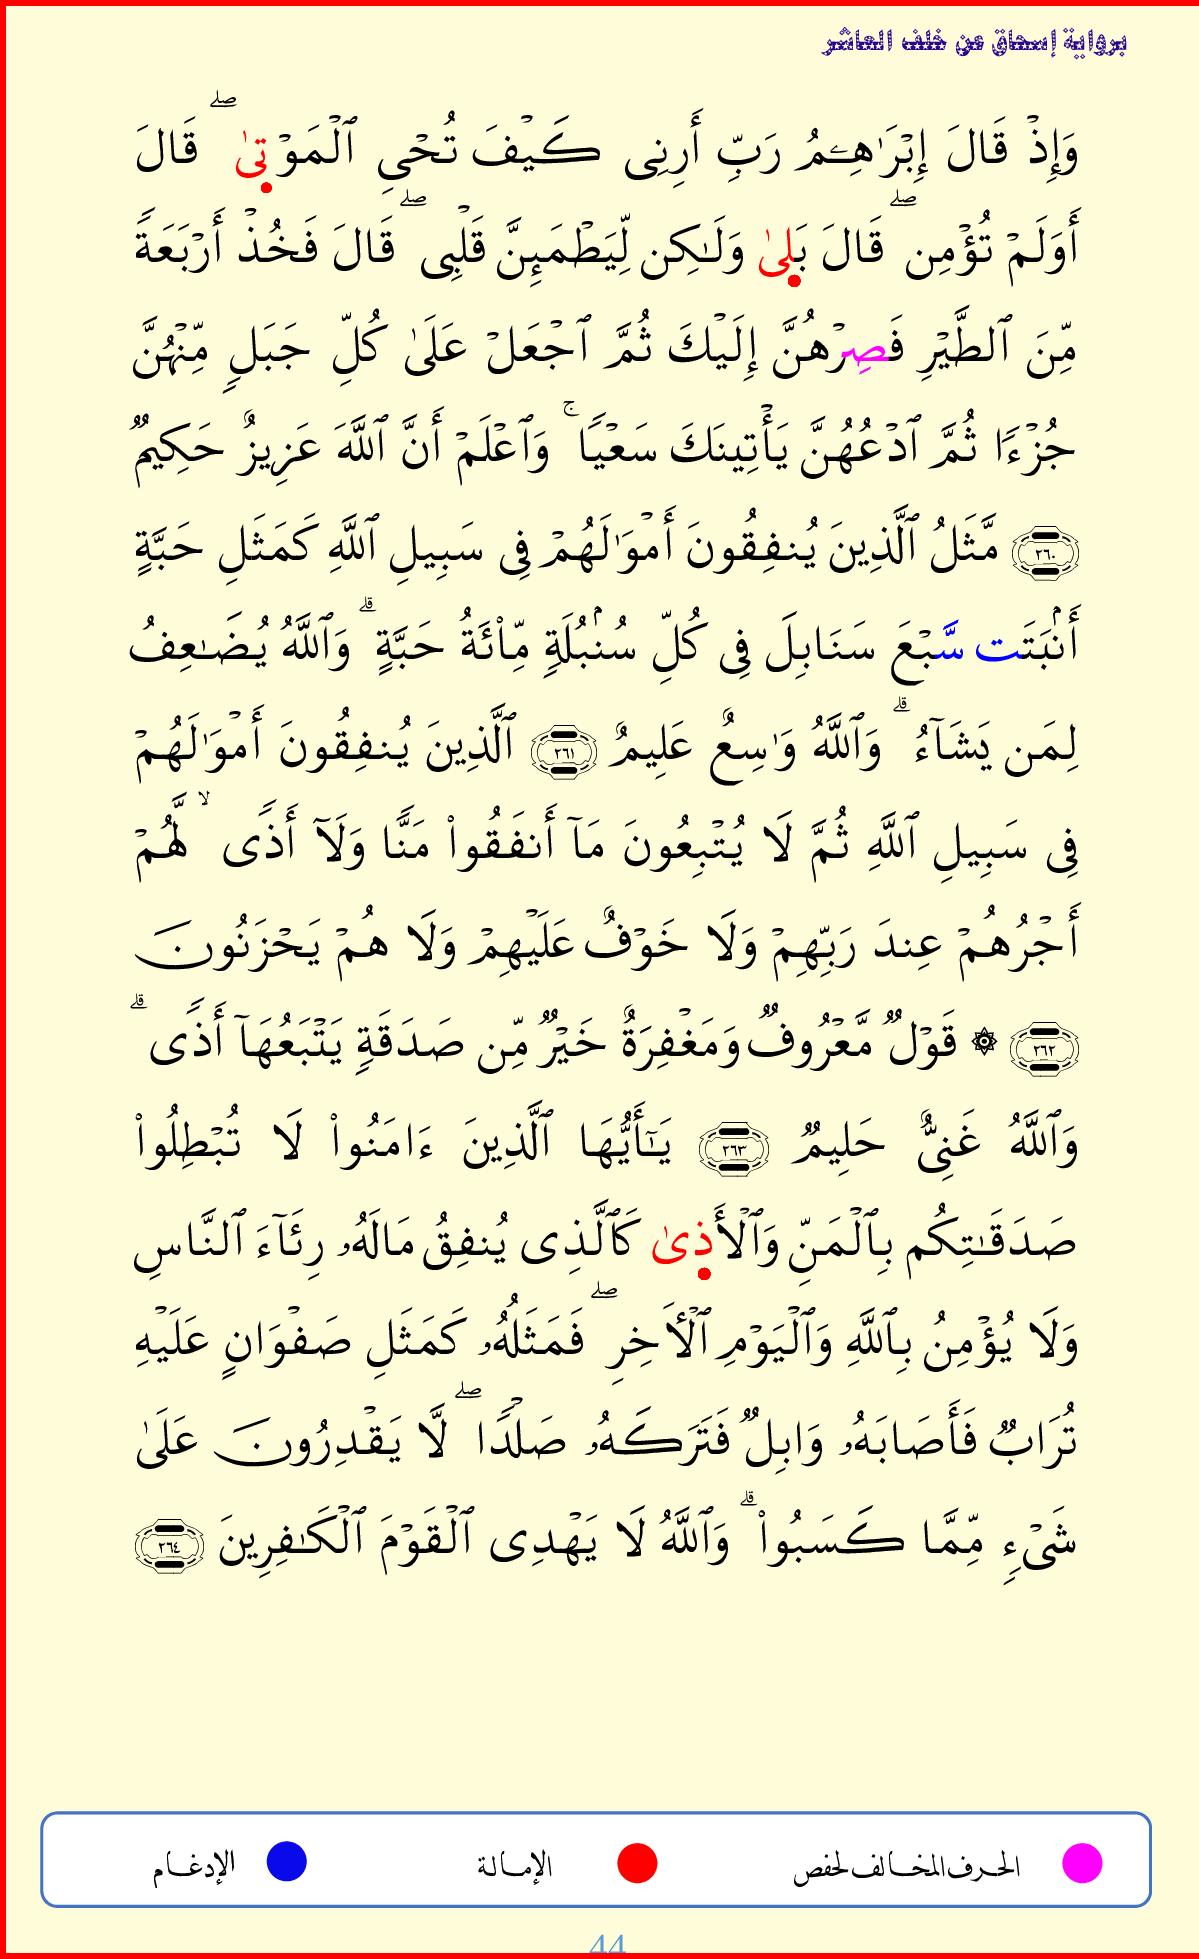 برواية إسحاق عن خلف العاشر
وَإِذۡ قَالَ إِبۡرَٰهِـۧمُ رَبِّ أَرِنِى كَيۡفَ تُحۡىِ ٱلۡمَوۡتىٰۖ قَالَ
أَوَلَمۡ تُؤۡمِنۖ قَالَ بَلىٰ وَلَـٰكِن لِّيَطۡمَئِنَّ قَلۡبِىۖ قَالَ فَخُذۡ أَرۡبَعَةً
مِّنَ ٱلطَّيۡرِ فَصِرۡهُنَّ إِلَيۡكَ ثُمَّ ٱجۡعَلۡ عَلَىٰ كُلِّ جَبَلٍ مِّنۡهُنَّ
جُزۡءًا ثُمَّ ٱدۡعُهُنَّ يَأۡتِينَكَ سَعۡيًاۚ وَٱعۡلَمۡ أَنَّ ٱللَّهَ عَزِيزٌ حَكِيمٌ
٢٦٠ مَّثَلُ ٱلَّذِينَ يُنفِقُونَ أَمۡوَٰلَهُمۡ فِى سَبِيلِ ٱللَّهِ كَمَثَلِ حَبَّةٍ
أَنۢبَتَت سَّبۡعَ سَنَابِلَ فِى كُلِّ سُنۢبُلَةٍ مِّاْئَةُ حَبَّةٍۗ وَٱللَّهُ يُضَـٰعِفُ
لِمَن يَشَآءُۗ وَٱللَّهُ وَٰسِعٌ عَلِيمٌ ٢٦١ ٱلَّذِينَ يُنفِقُونَ أَمۡوَٰلَهُمۡ
فِى سَبِيلِ ٱللَّهِ ثُمَّ لَا يُتۡبِعُونَ مَآ أَنفَقُواْ مَنًّا وَلَآ أَذًىۙ لَّهُمۡ
أَجۡرُهُمۡ عِندَ رَبِّهِمۡ وَلَا خَوۡفٌ عَلَيۡهِمۡ وَلَا هُمۡ يَحۡزَنُونَ
٢٦٢ ۞ قَوۡلٌ مَّعۡرُوفٌ وَمَغۡفِرَةٌ خَيۡرٌ مِّن صَدَقَةٍ يَتۡبَعُهَآ أَذًىۗ
وَٱللَّهُ غَنِىٌّ حَلِيمٌ ٢٦٣ يَـٰٓأَيُّهَا ٱلَّذِينَ ءَامَنُواْ لَا تُبۡطِلُواْ
صَدَقَـٰتِكُم بِٱلۡمَنِّ وَٱلۡأَذىٰ كَٱلَّذِى يُنفِقُ مَالَهُۥ رِئَآءَ ٱلنَّاسِ
وَلَا يُؤۡمِنُ بِٱللَّهِ وَٱلۡيَوۡمِ ٱلۡأَخِرِۖ فَمَثَلُهُۥ كَمَثَلِ صَفۡوَانٍ عَلَيۡهِ
تُرَابٌ فَأَصَابَهُۥ وَابِلٌ فَتَرَكَهُۥ صَلۡدًاۖ لَّا يَقۡدِرُونَ عَلَىٰ
شَىۡءٍ مِّمَّا كَسَبُواْۗ وَٱللَّهُ لَا يَهۡدِى ٱلۡقَوۡمَ ٱلۡكَـٰفِرِينَ ٢٦٤
الحرف المخالف لحفص الإمالة الإدغام
44